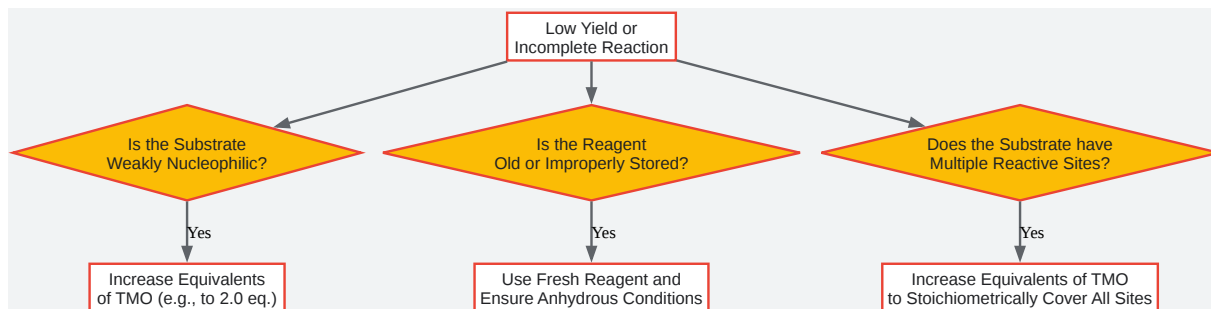 Low Yield or
Incomplete Reaction
Is the Substrate
Weakly Nucleophilic?
Is the Reagent
Old or Improperly Stored?
Does the Substrate have
Multiple Reactive Sites?
Yes
Yes
Yes
Increase Equivalents
of TMO (e.g., to 2.0 eq.)
Use Fresh Reagent and
Ensure Anhydrous Conditions
Increase Equivalents of TMO
to Stoichiometrically Cover All Sites